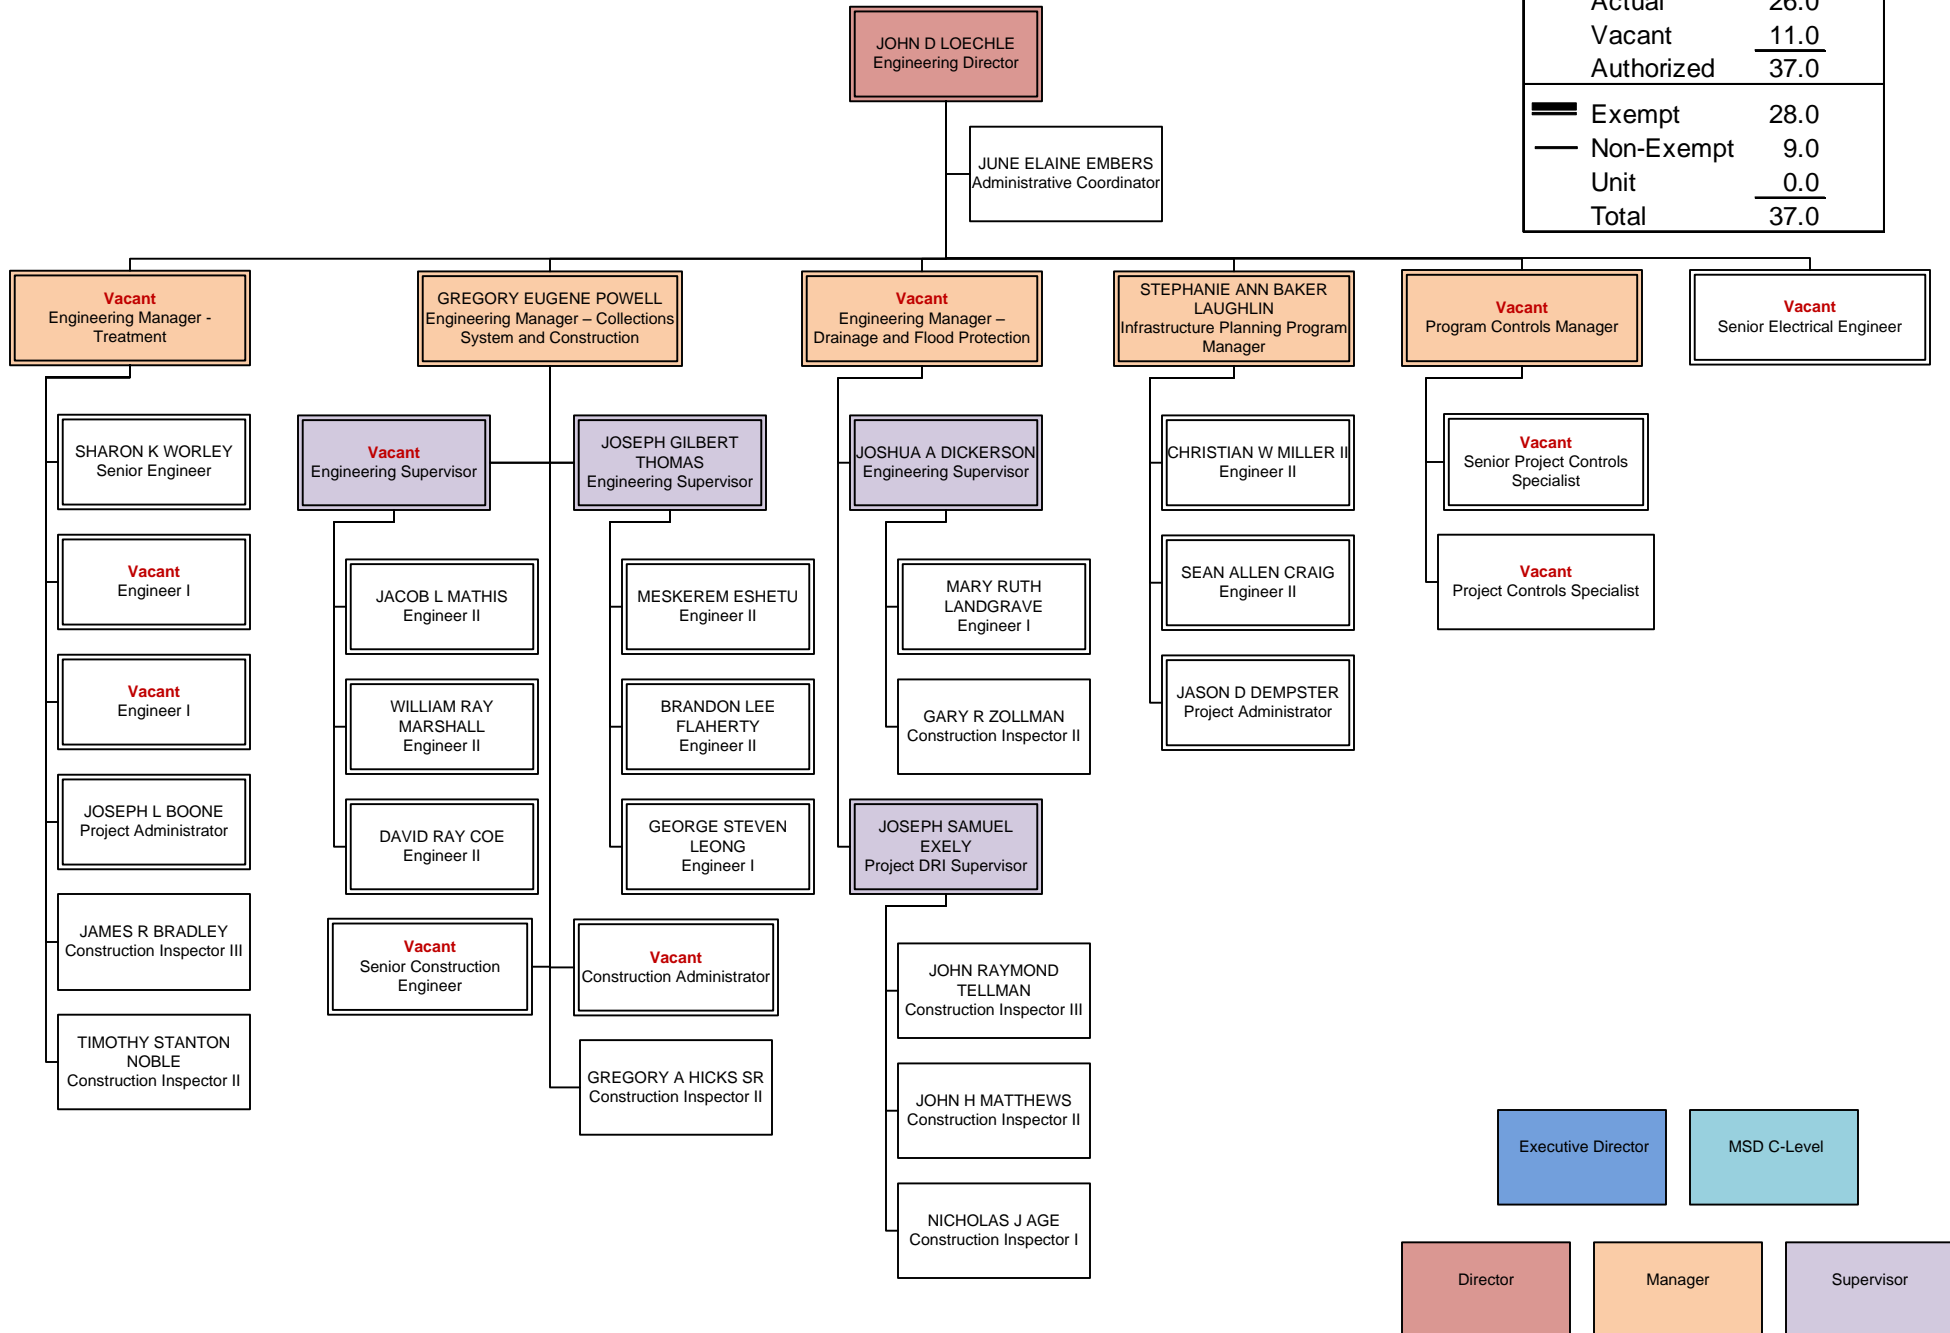 JOHN D LOECHLE
Engineering Director
Actual 26.0
Vacant 11.0
Authorized 37.0
Exempt 28.0
Non-Exempt 9.0
Unit 0.0
Total 37.0
JUNE ELAINE EMBERS
Administrative Coordinator
Vacant
Engineering Manager -
Treatment
GREGORY EUGENE POWELL
Engineering Manager – Collections
System and Construction
Vacant
Engineering Manager –
Drainage and Flood Protection
STEPHANIE ANN BAKER
LAUGHLIN
Infrastructure Planning Program
Manager
Vacant
Program Controls Manager
Vacant
Senior Electrical Engineer
SHARON K WORLEY
Senior Engineer
Vacant
Engineer I
Vacant
Engineer I
JOSEPH L BOONE
Project Administrator
JAMES R BRADLEY
Construction Inspector III
TIMOTHY STANTON
NOBLE
Construction Inspector II
Vacant
Engineering Supervisor
JACOB L MATHIS
Engineer II
WILLIAM RAY
MARSHALL
Engineer II
DAVID RAY COE
Engineer II
JOSEPH GILBERT
THOMAS
Engineering Supervisor
MESKEREM ESHETU
Engineer II
BRANDON LEE
FLAHERTY
Engineer II
GEORGE STEVEN
LEONG
Engineer I
Vacant
Senior Construction
Engineer
Vacant
Construction Administrator
GREGORY A HICKS SR
Construction Inspector II
JOSHUA A DICKERSON
Engineering Supervisor
MARY RUTH
LANDGRAVE
Engineer I
GARY R ZOLLMAN
Construction Inspector II
JOSEPH SAMUEL
EXELY
Project DRI Supervisor
JOHN RAYMOND
TELLMAN
Construction Inspector III
JOHN H MATTHEWS
Construction Inspector II
NICHOLAS J AGE
Construction Inspector I
CHRISTIAN W MILLER II
Engineer II
SEAN ALLEN CRAIG
Engineer II
JASON D DEMPSTER
Project Administrator
Vacant
Senior Project Controls
Specialist
Vacant
Project Controls Specialist
Executive Director
MSD C-Level
Director
Manager
Supervisor